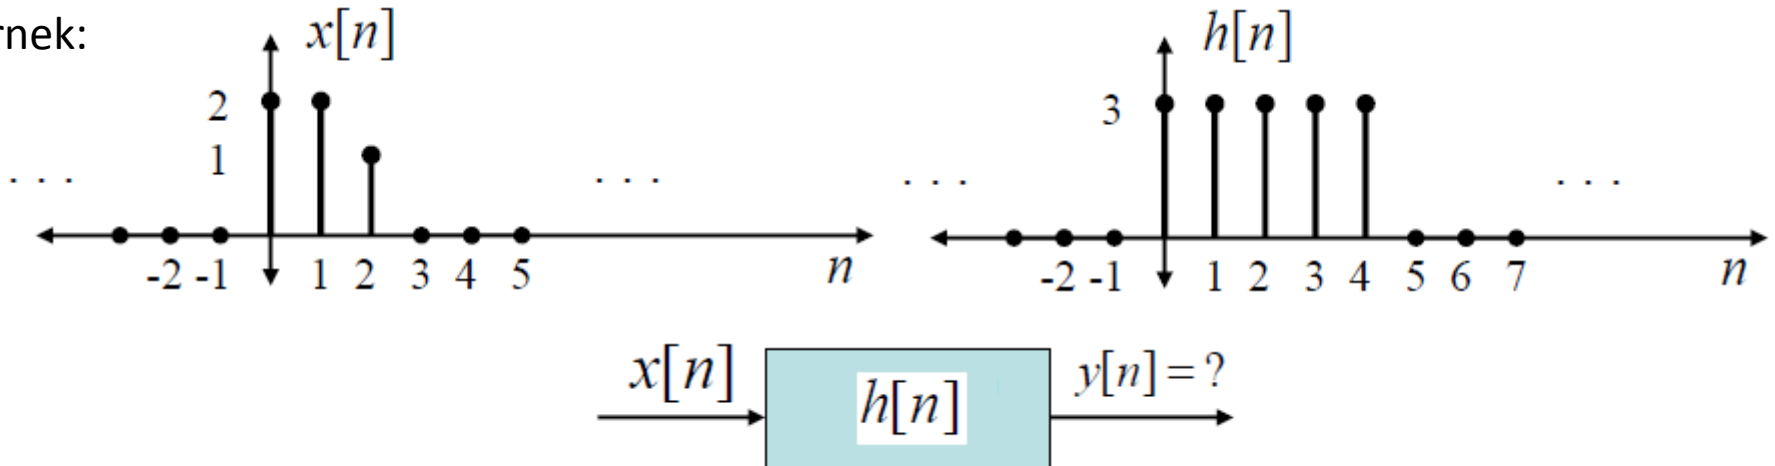 rnek:
x[n]
h[n]
2
1
3
. . .
. . .
. . .
. . .
-2 -1 1 2 3 4 5 n
-2 -1 1 2 3 4 5 6 7 n
x[n] h[n] y[n] = ?